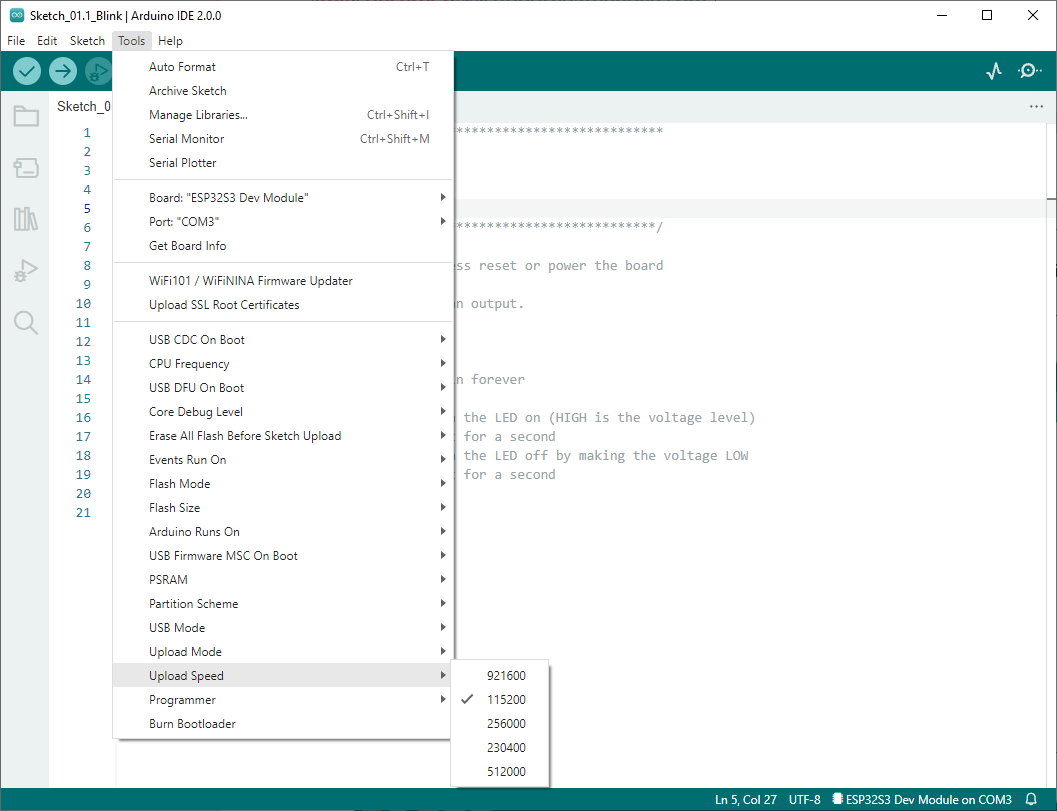 Sketch_01.1_Blink | Arduino IDE 2.0.0
File Edit Sketch Tools Help
Sketch_0
Auto Format Ctrl+T
Archive Sketch
Manage Libraries... Ctrl+Shift+I
Serial Monitor Ctrl+Shift+M
Serial Plotter
Board: "ESP32S3 Dev Module"
Port: "COM3"
Get Board Info
WiFi101 / WiFiNINA Firmware Updater
Upload SSL Root Certificates
USB CDC On Boot
CPU Frequency
USB DFU On Boot
Core Debug Level
Erase All Flash Before Sketch Upload
Events Run On
Flash Mode
Flash Size
Arduino Runs On
USB Firmware MSC On Boot
PSRAM
Partition Scheme
USB Mode
Upload Mode
Upload Speed
Programmer
Burn Bootloader
921600
115200
256000
230400
512000
1 ***************************
2
3
4
5
6 **************************/
7
8 ss reset or power the board
9
10 n output.
11
12
13
14 n forever
15
16 the LED on (HIGH is the voltage level)
17 for a second
18 the LED off by making the voltage LOW
19 for a second
20
21
Ln 5, Col 27 UTF-8 ESP32S3 Dev Module on COM3